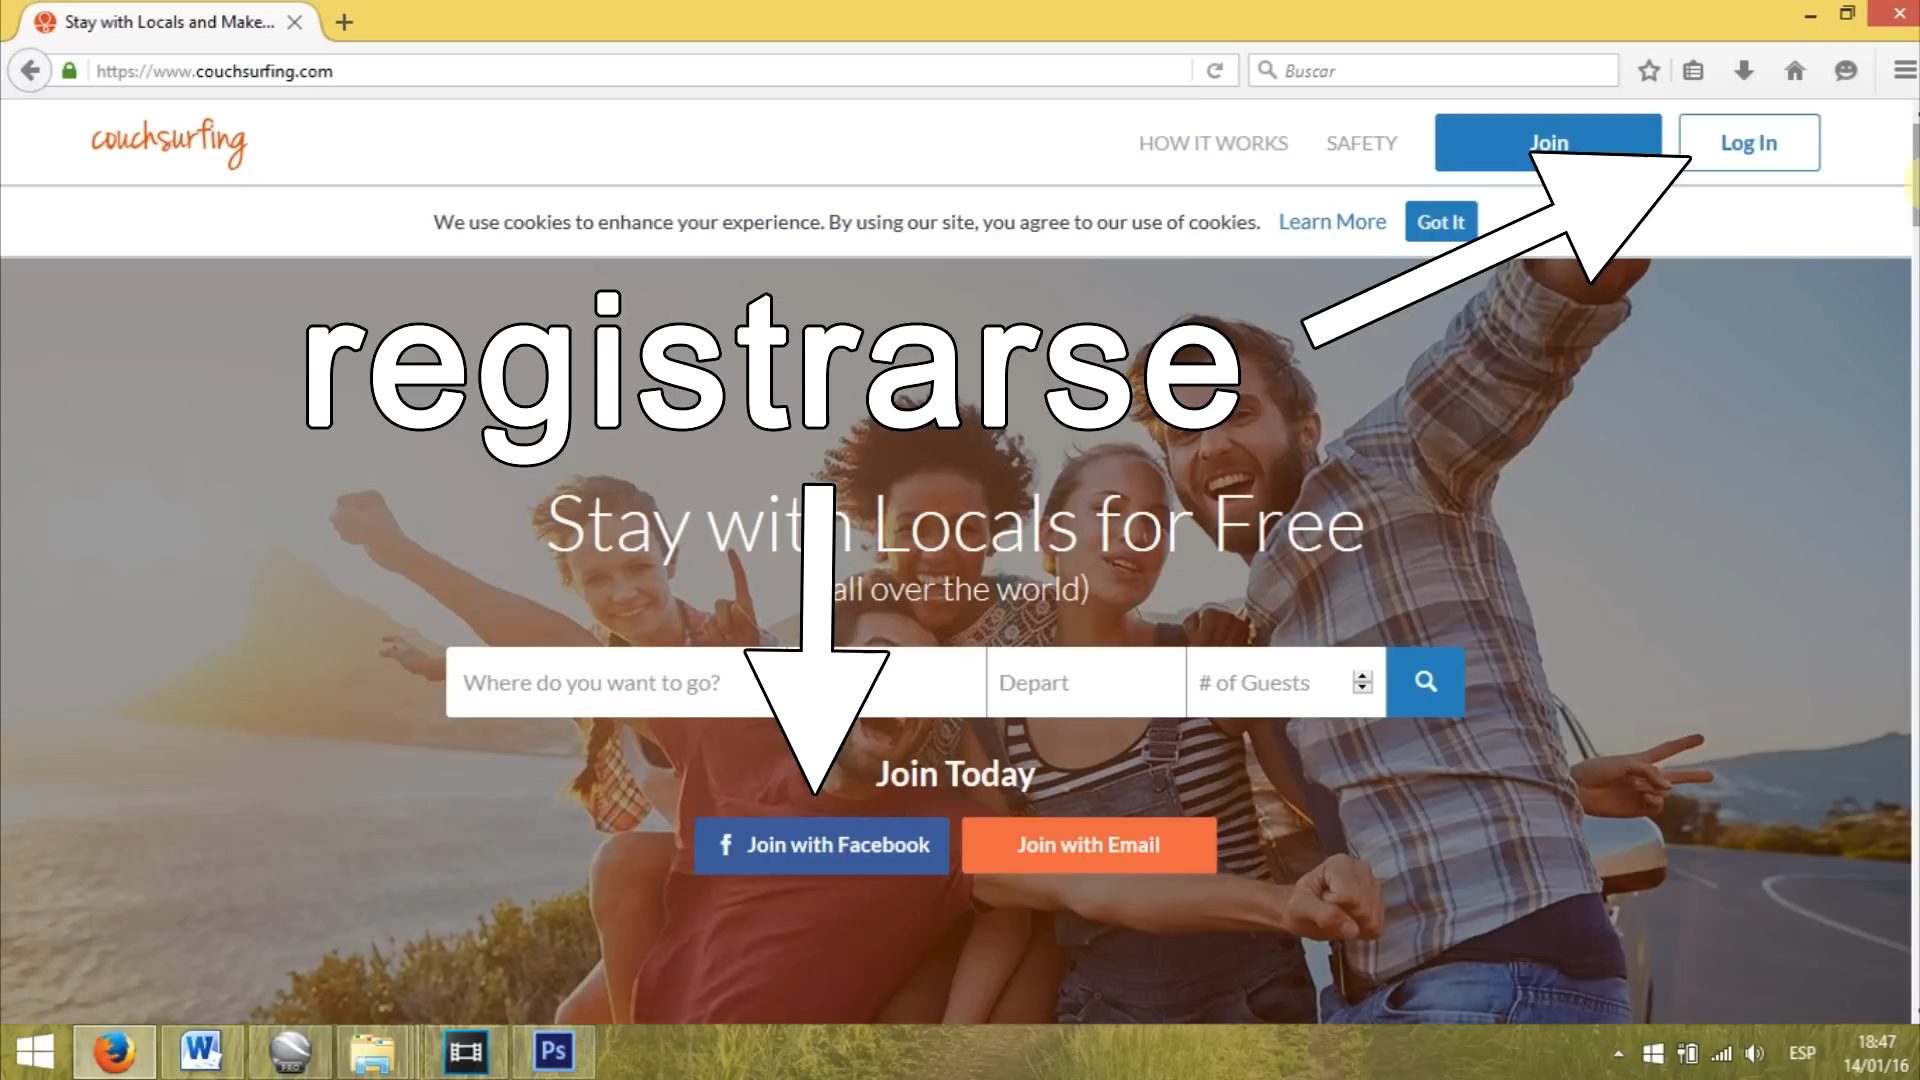 Stay with Locals and Make...
https://www.couchsurfing.com
Buscar
couchsurfing
HOW IT WORKS
SAFETY
Join
Log In
We use cookies to enhance your experience. By using our site, you agree to our use of cookies. Learn More Got It
registrarse
Stay with Locals for Free
all over the world)
Where do you want to go?
Depart
# of Guests
Join Today
f Join with Facebook
Join with Email
W
PRO
Ps
ESP
18:47
14/01/16